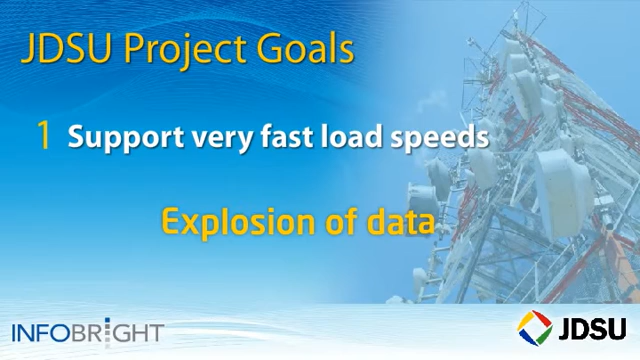 JDSU Project Goals
1 Support very fast load speeds
Explosion of data
INFOBRIGHT
JDSU